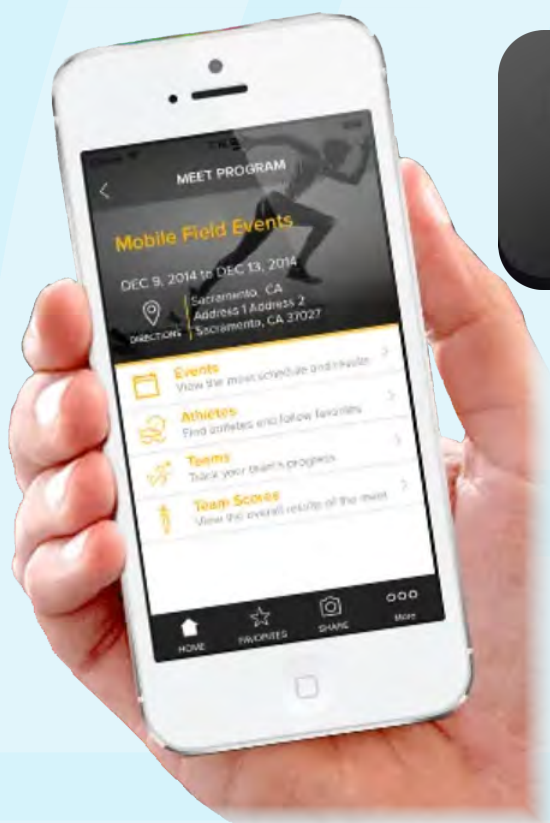 MEET PROGRAM
Mobile Field Events
DEC 9, 2014 to DEC 13, 2014
DIRECTIONS
Sacramento, CA
Address 1 Address 2
Sacramento, CA 37027
Events
View the meet schedule and results
Athletes
Find athletes and follow favorites
Teams
Track your team's progress
Team Scores
View the overall results of the meet
HOME
FAVORITES
SHARE
More